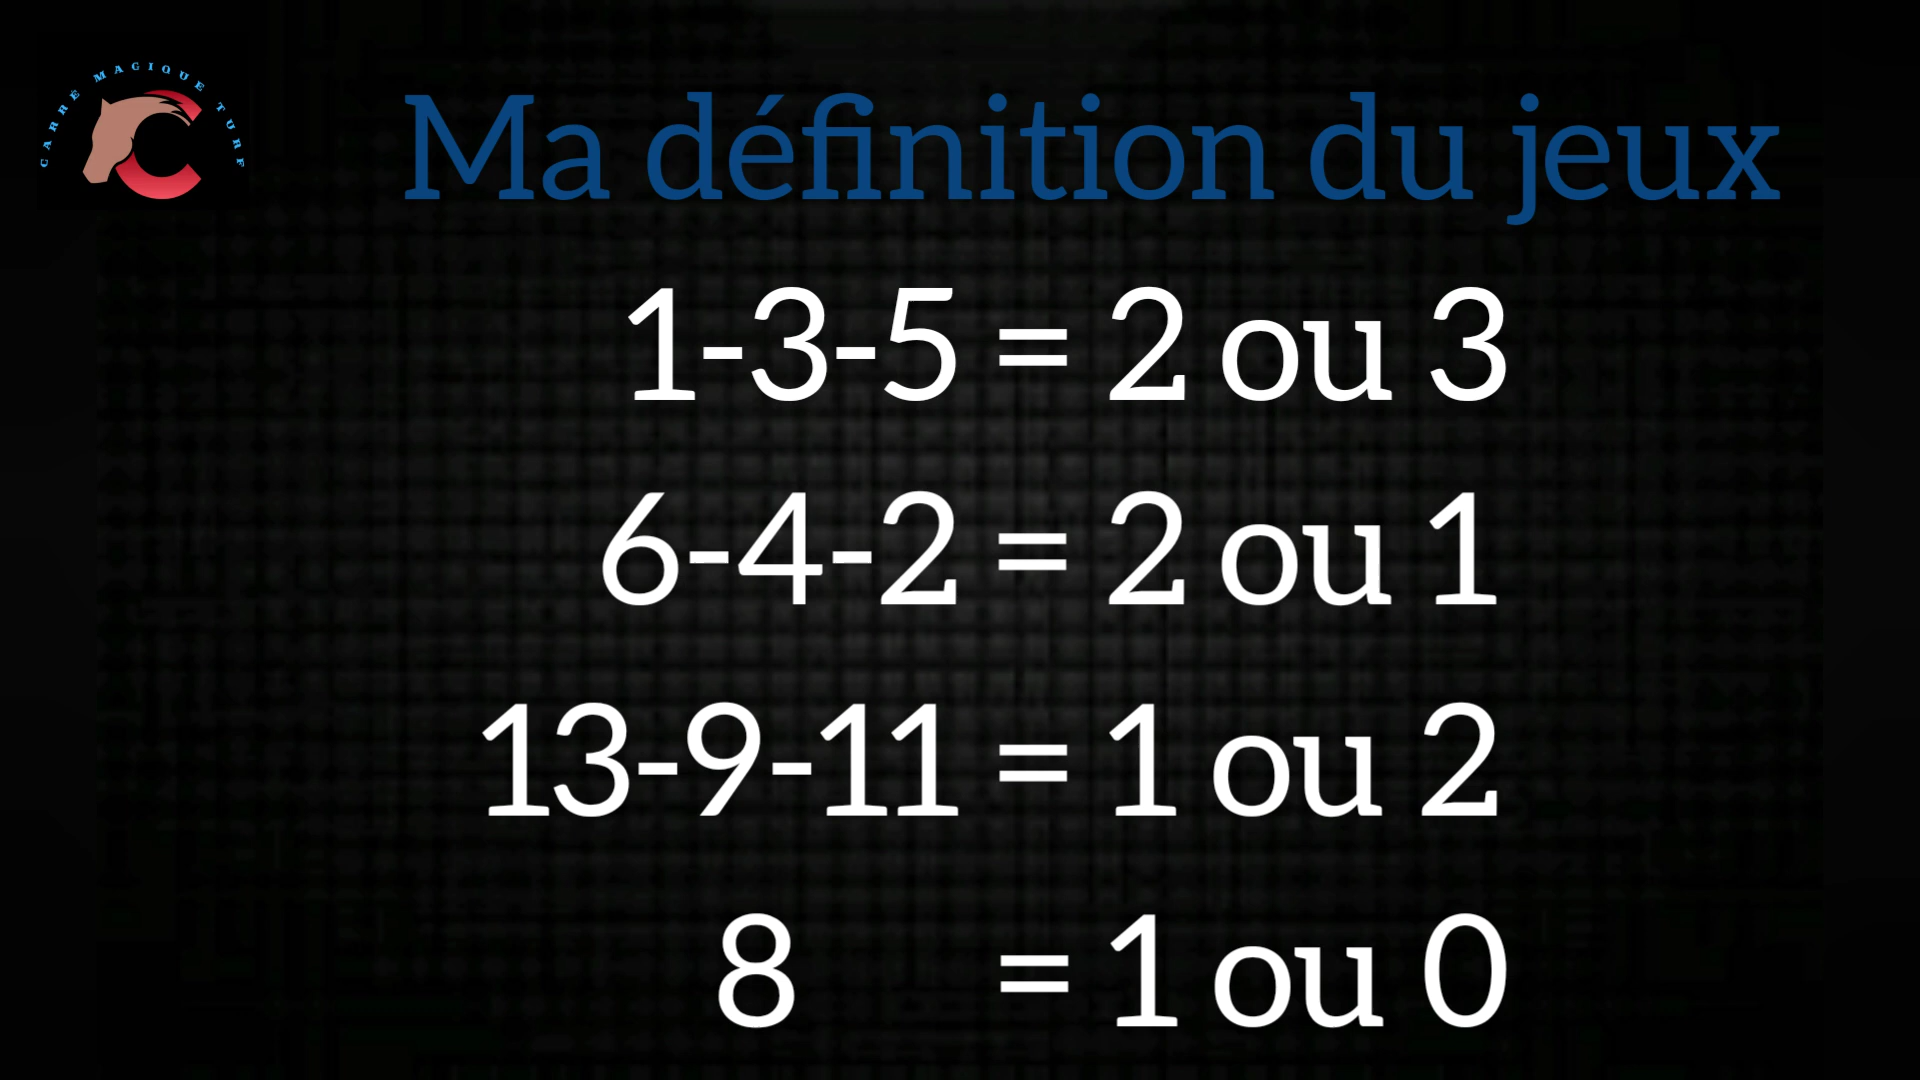 CARRÉ MAGIQUE TURF
Ma définition du jeux
1-3-5 = 2 ou 3
6-4-2 = 2 ou 1
13-9-11 = 1 ou 2
8 = 1 ou 0